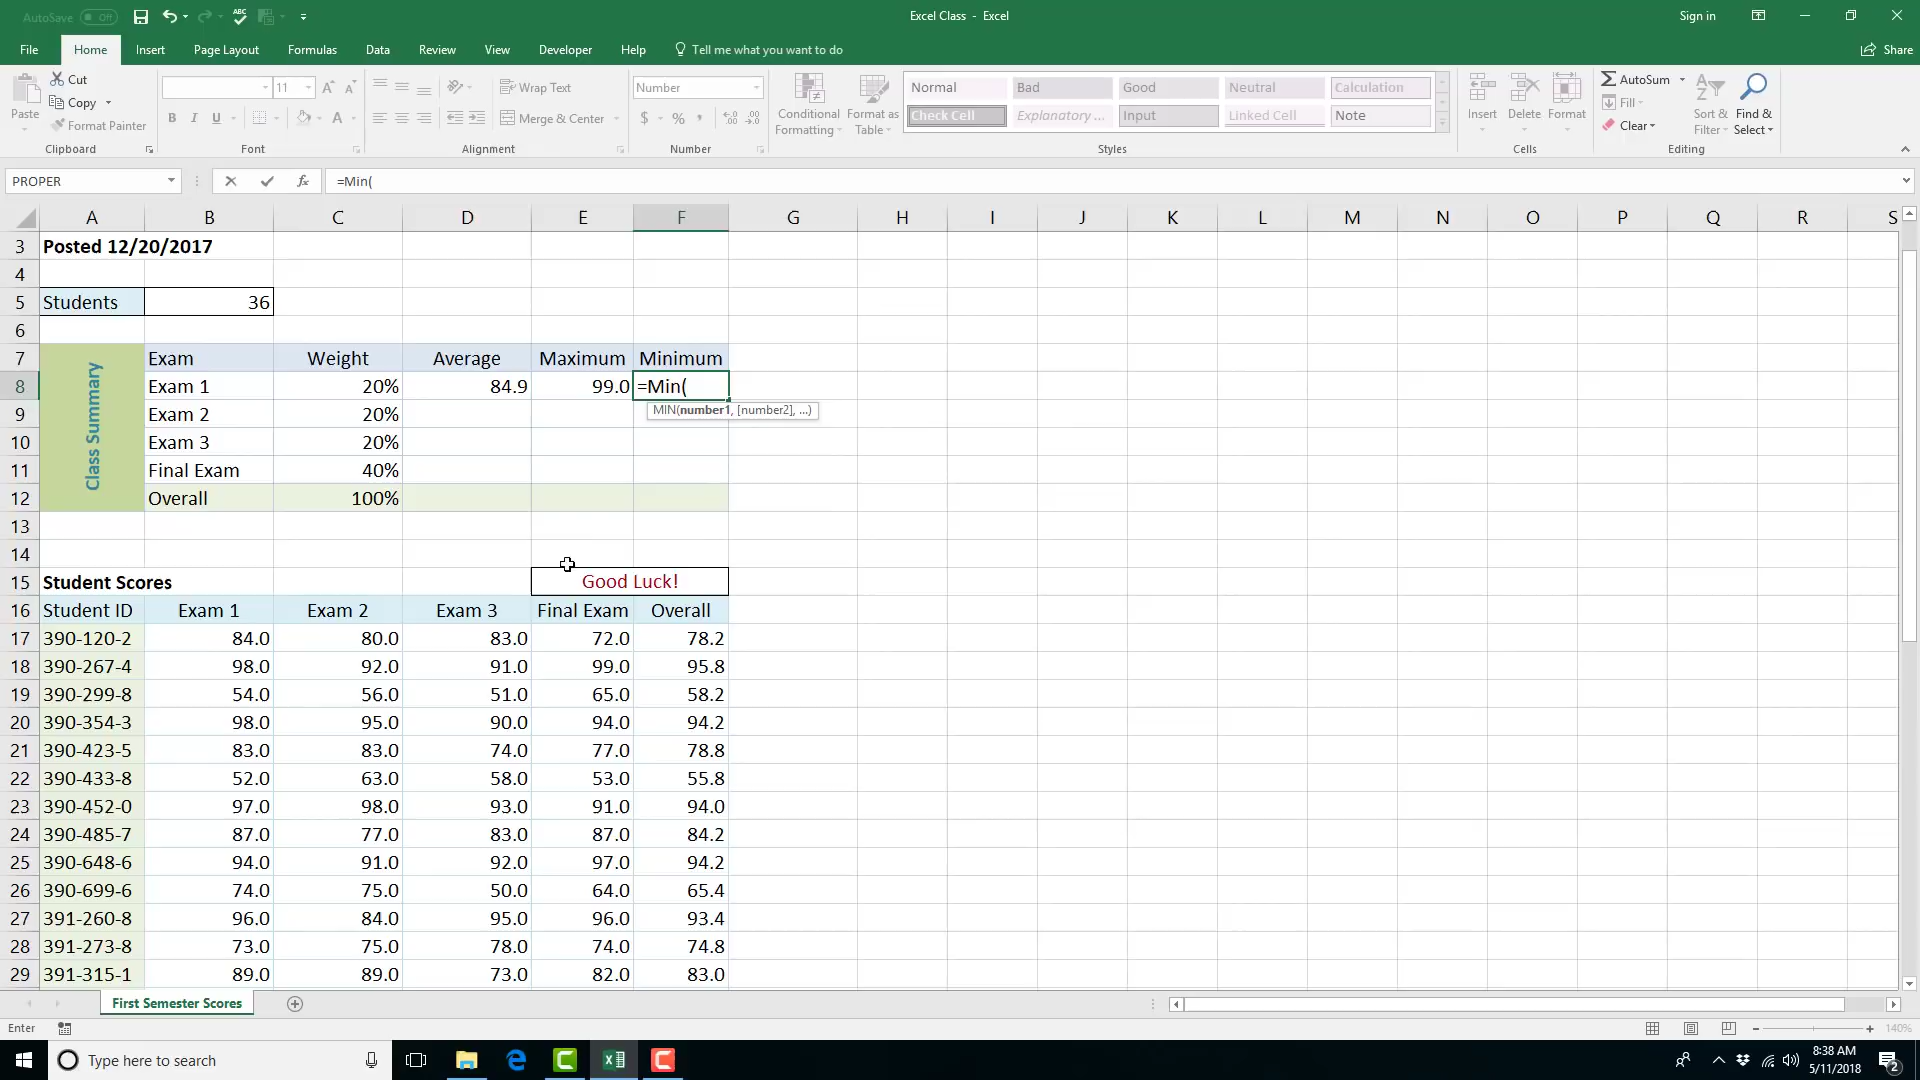 AutoSave Off
Excel Class - Excel
Sign in
File Home Insert Page Layout Formulas Data Review View Developer Help Tell me what you want to do Share
Paste
Cut
Copy
Format Painter
Clipboard
11
A A
B I U
Font
Wrap Text
Merge & Center
Alignment
Number
$ % ,
Number
Conditional Formatting
Format as Table
Normal Bad Good Neutral Calculation
Check Cell Explanatory ... Input Linked Cell Note
Styles
Insert Delete Format
Cells
AutoSum
Fill
Clear
Sort & Filter
Find & Select
Editing
PROPER
fx
=Min(
A B C D E F G H I J K L M N O P Q R S
3 Posted 12/20/2017
4
5 Students 36
6
7 Exam Weight Average Maximum Minimum
Class Summary
8 Exam 1 20% 84.9 99.0 =Min(
MIN(number1, [number2], ...)
9 Exam 2 20%
10 Exam 3 20%
11 Final Exam 40%
12 Overall 100%
13
14
15 Student Scores Good Luck!
16 Student ID Exam 1 Exam 2 Exam 3 Final Exam Overall
17 390-120-2 84.0 80.0 83.0 72.0 78.2
18 390-267-4 98.0 92.0 91.0 99.0 95.8
19 390-299-8 54.0 56.0 51.0 65.0 58.2
20 390-354-3 98.0 95.0 90.0 94.0 94.2
21 390-423-5 83.0 83.0 74.0 77.0 78.8
22 390-433-8 52.0 63.0 58.0 53.0 55.8
23 390-452-0 97.0 98.0 93.0 91.0 94.0
24 390-485-7 87.0 77.0 83.0 87.0 84.2
25 390-648-6 94.0 91.0 92.0 97.0 94.2
26 390-699-6 74.0 75.0 50.0 64.0 65.4
27 391-260-8 96.0 84.0 95.0 96.0 93.4
28 391-273-8 73.0 75.0 78.0 74.0 74.8
29 391-315-1 89.0 89.0 73.0 82.0 83.0
First Semester Scores
Enter
140%
Type here to search
8:38 AM
5/11/2018
2